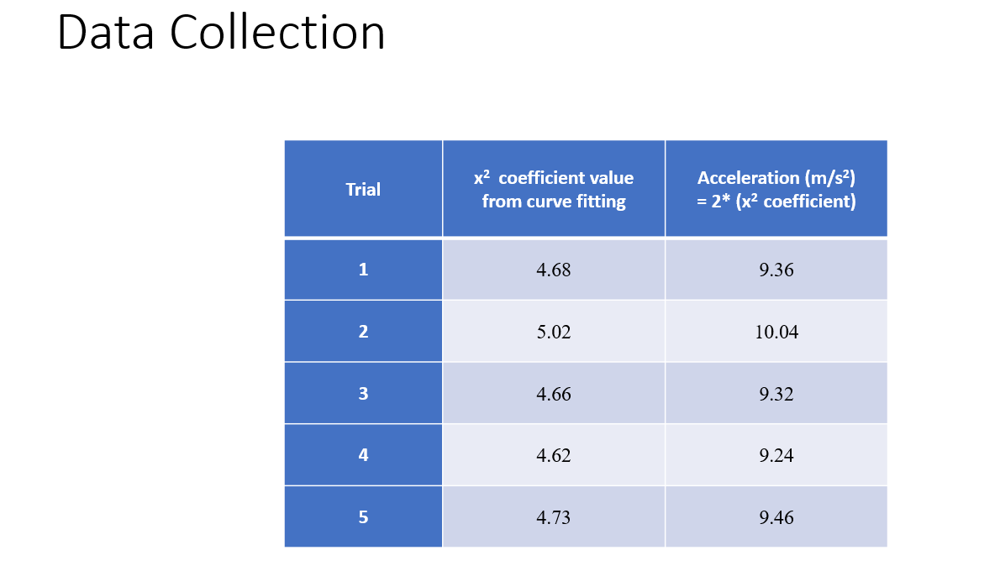 Data Collection
Trial
x² coefficient value
from curve fitting
Acceleration (m/s²)
= 2* (x² coefficient)
1
4.68
9.36
2
5.02
10.04
3
4.66
9.32
4
4.62
9.24
5
4.73
9.46